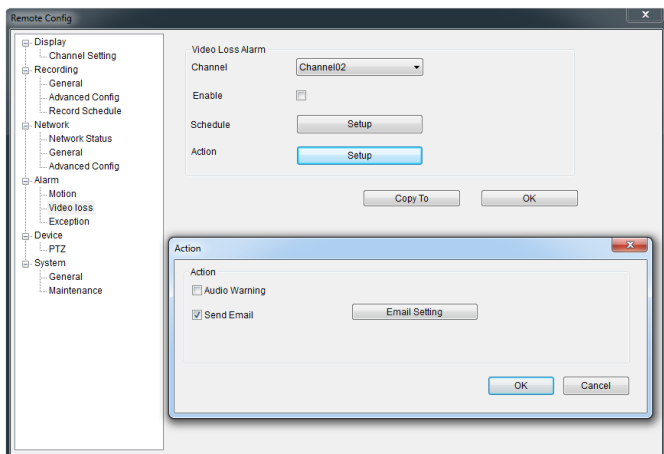 Remote Config
x
Display
Channel Setting
Recording
General
Advanced Config
Record Schedule
Network
Network Status
General
Advanced Config
Alarm
Motion
Video loss
Exception
Device
PTZ
System
General
Maintenance
Video Loss Alarm
Channel
Channel02
Enable
Schedule
Setup
Action
Setup
Copy To
OK
Action
x
Action
Audio Warning
Send Email
Email Setting
OK
Cancel